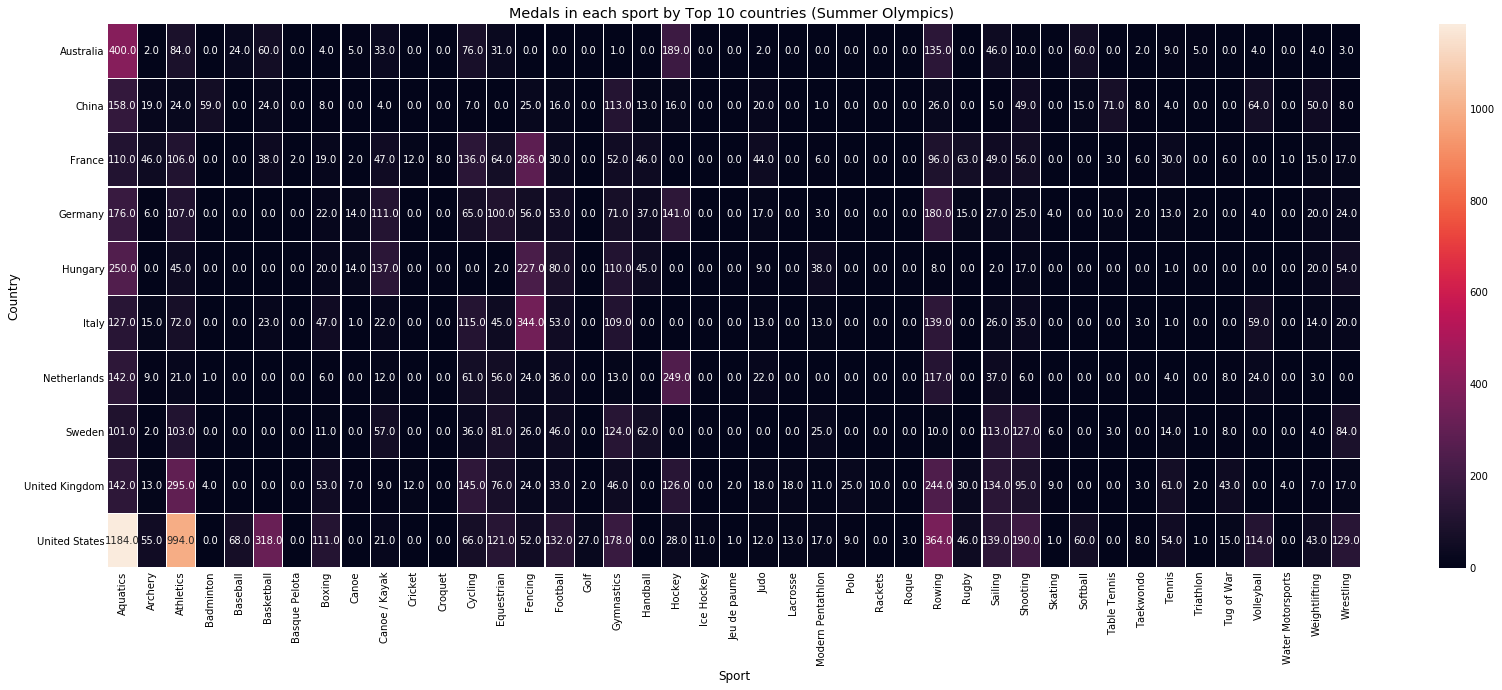 Medals in each sport by Top 10 countries (Summer Olympics)
Australia 400.0 2.0 84.0 0.0 24.0 60.0 0.0 4.0 5.0 33.0 0.0 0.0 76.0 31.0 0.0 0.0 0.0 1.0 0.0 189.0 0.0 0.0 2.0 0.0 0.0 0.0 0.0 0.0 135.0 0.0 46.0 10.0 0.0 60.0 0.0 2.0 9.0 5.0 0.0 4.0 0.0 4.0 3.0
China 158.0 19.0 24.0 59.0 0.0 24.0 0.0 8.0 0.0 4.0 0.0 0.0 7.0 0.0 25.0 16.0 0.0 113.0 13.0 16.0 0.0 0.0 20.0 0.0 1.0 0.0 0.0 0.0 26.0 0.0 5.0 49.0 0.0 15.0 71.0 8.0 4.0 0.0 0.0 64.0 0.0 50.0 8.0
France 110.0 46.0 106.0 0.0 0.0 38.0 2.0 19.0 2.0 47.0 12.0 8.0 136.0 64.0 286.0 30.0 0.0 52.0 46.0 0.0 0.0 0.0 44.0 0.0 6.0 0.0 0.0 0.0 96.0 63.0 49.0 56.0 0.0 0.0 3.0 6.0 30.0 0.0 6.0 0.0 1.0 15.0 17.0
Germany 176.0 6.0 107.0 0.0 0.0 0.0 0.0 22.0 14.0 111.0 0.0 0.0 65.0 100.0 56.0 53.0 0.0 71.0 37.0 141.0 0.0 0.0 17.0 0.0 3.0 0.0 0.0 0.0 180.0 15.0 27.0 25.0 4.0 0.0 10.0 2.0 13.0 2.0 0.0 4.0 0.0 20.0 24.0
Hungary 250.0 0.0 45.0 0.0 0.0 0.0 0.0 20.0 14.0 137.0 0.0 0.0 0.0 2.0 227.0 80.0 0.0 110.0 45.0 0.0 0.0 0.0 9.0 0.0 38.0 0.0 0.0 0.0 8.0 0.0 2.0 17.0 0.0 0.0 0.0 0.0 1.0 0.0 0.0 0.0 0.0 20.0 54.0
Italy 127.0 15.0 72.0 0.0 0.0 23.0 0.0 47.0 1.0 22.0 0.0 0.0 115.0 45.0 344.0 53.0 0.0 109.0 0.0 0.0 0.0 0.0 13.0 0.0 13.0 0.0 0.0 0.0 139.0 0.0 26.0 35.0 0.0 0.0 0.0 3.0 1.0 0.0 0.0 59.0 0.0 14.0 20.0
Netherlands 142.0 9.0 21.0 1.0 0.0 0.0 0.0 6.0 0.0 12.0 0.0 0.0 61.0 56.0 24.0 36.0 0.0 13.0 0.0 249.0 0.0 0.0 22.0 0.0 0.0 0.0 0.0 0.0 117.0 0.0 37.0 6.0 0.0 0.0 0.0 0.0 4.0 0.0 8.0 24.0 0.0 3.0 0.0
Sweden 101.0 2.0 103.0 0.0 0.0 0.0 0.0 11.0 0.0 57.0 0.0 0.0 36.0 81.0 26.0 46.0 0.0 124.0 62.0 0.0 0.0 0.0 0.0 0.0 25.0 0.0 0.0 0.0 10.0 0.0 113.0 127.0 6.0 0.0 3.0 0.0 14.0 1.0 8.0 0.0 0.0 4.0 84.0
United Kingdom 142.0 13.0 295.0 4.0 0.0 0.0 0.0 53.0 7.0 9.0 12.0 0.0 145.0 76.0 24.0 33.0 2.0 46.0 0.0 126.0 0.0 2.0 18.0 18.0 11.0 25.0 10.0 0.0 244.0 30.0 134.0 95.0 9.0 0.0 0.0 3.0 61.0 2.0 43.0 0.0 4.0 7.0 17.0
United States 1184.0 55.0 994.0 0.0 68.0 318.0 0.0 111.0 0.0 21.0 0.0 0.0 66.0 121.0 52.0 132.0 27.0 178.0 0.0 28.0 11.0 1.0 12.0 13.0 17.0 9.0 0.0 3.0 364.0 46.0 139.0 190.0 1.0 60.0 0.0 8.0 54.0 1.0 15.0 114.0 0.0 43.0 129.0
Country
Aquatics
Archery
Athletics
Badminton
Baseball
Basketball
Basque Pelota
Boxing
Canoe
Canoe / Kayak
Cricket
Croquet
Cycling
Equestrian
Fencing
Football
Golf
Gymnastics
Handball
Hockey
Ice Hockey
Jeu de paume
Judo
Lacrosse
Modern Pentathlon
Polo
Rackets
Roque
Rowing
Rugby
Sailing
Shooting
Skating
Softball
Table Tennis
Taekwondo
Tennis
Triathlon
Tug of War
Volleyball
Water Motorsports
Weightlifting
Wrestling
Sport
1000
800
600
400
200
0